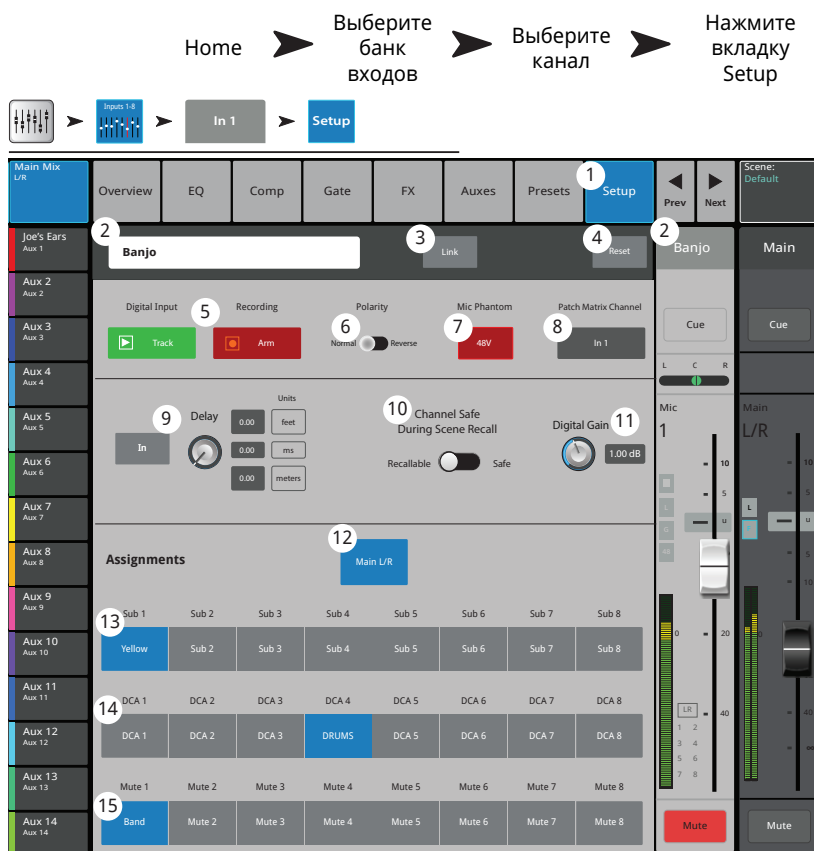 Home
Выберите
банк
входов
Выберите
канал
Нажмите
вкладку
Setup
Inputs 1-8
In 1
Setup
Main Mix
L/R
Overview
EQ
Comp
Gate
FX
Auxes
Presets
1
Setup
Prev
Next
Scene:
Default
Joe's Ears
Aux 1
Aux 2
Aux 2
Aux 3
Aux 3
Aux 4
Aux 4
Aux 5
Aux 5
Aux 6
Aux 6
Aux 7
Aux 7
Aux 8
Aux 8
Aux 9
Aux 9
Aux 10
Aux 10
Aux 11
Aux 11
Aux 12
Aux 12
Aux 13
Aux 13
Aux 14
Aux 14
2
Banjo
3
Link
4
Reset
Digital Input
5
Recording
Polarity
Mic Phantom
Patch Matrix Channel
Track
Arm
6
Normal
Reverse
7
48V
8
In 1
9
In
Delay
Units
0.00 feet
0.00 ms
0.00 meters
10
Channel Safe
During Scene Recall
Recallable
Safe
Digital Gain
11
1.00 dB
Assignments
12
Main L/R
13
Sub 1 Sub 2 Sub 3 Sub 4 Sub 5 Sub 6 Sub 7 Sub 8
Yellow Sub 2 Sub 3 Sub 4 Sub 5 Sub 6 Sub 7 Sub 8
14
DCA 1 DCA 2 DCA 3 DCA 4 DCA 5 DCA 6 DCA 7 DCA 8
DCA 1 DCA 2 DCA 3 DRUMS DCA 5 DCA 6 DCA 7 DCA 8
15
Mute 1 Mute 2 Mute 3 Mute 4 Mute 5 Mute 6 Mute 7 Mute 8
Band Mute 2 Mute 3 Mute 4 Mute 5 Mute 6 Mute 7 Mute 8
2
Banjo
Cue
L C R
Mic
1
10
5
L
G
U
48
5
10
0
20
LR
40
1 2
3 4
5 6
7 8
Mute
Main
Cue
Main
L/R
10
5
L
U
5
10
0
20
40
∞
Mute